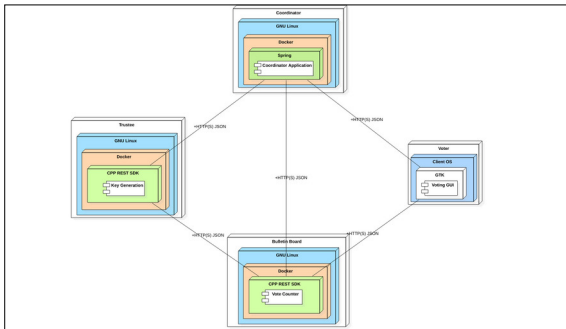 Coordinator
GNU Linux
Docker
Spring
Coordinator Application
+HTTP(S) JSON
+HTTP(S) JSON
Trustee
GNU Linux
Docker
CPP REST SDK
Key Generation
Voter
Client OS
GTK
Voting GUI
+HTTP(S) JSON
+HTTP(S) JSON
+HTTP(S) JSON
Bulletin Board
GNU Linux
Docker
CPP REST SDK
Vote Counter